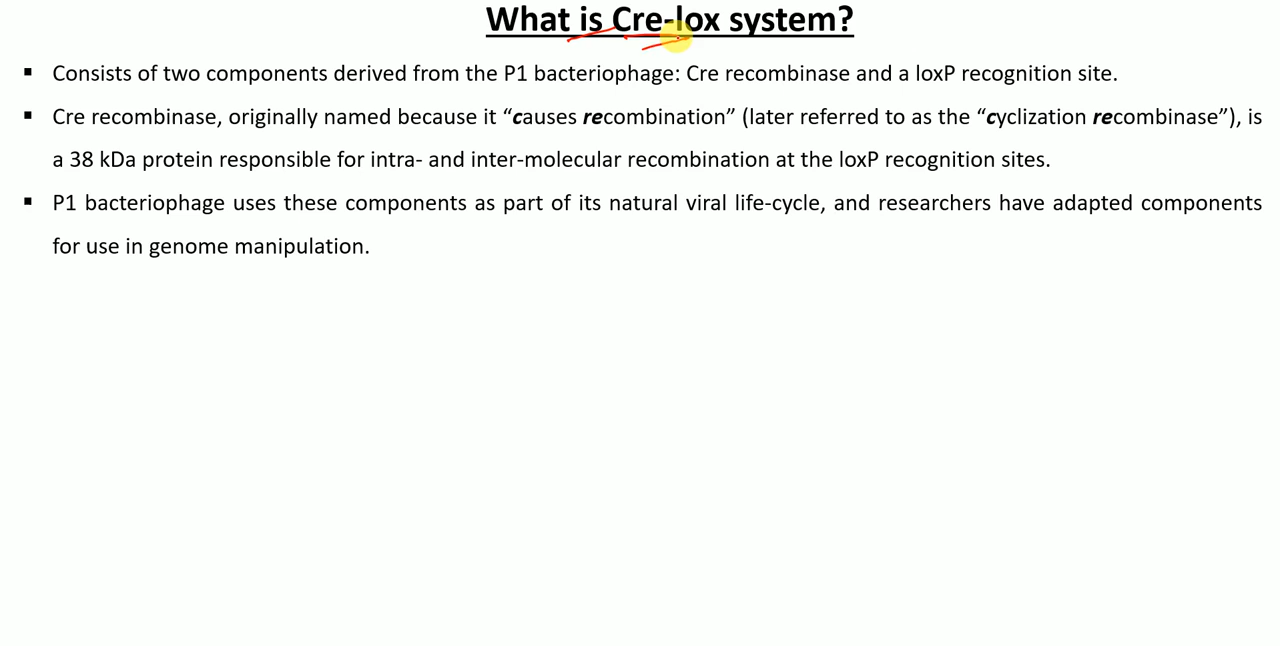 What is Cre-lox system?
▪ Consists of two components derived from the P1 bacteriophage: Cre recombinase and a loxP recognition site.
▪ Cre recombinase, originally named because it “causes recombination” (later referred to as the “cyclization recombinase”), is
a 38 kDa protein responsible for intra- and inter-molecular recombination at the loxP recognition sites.
▪ P1 bacteriophage uses these components as part of its natural viral life-cycle, and researchers have adapted components
for use in genome manipulation.